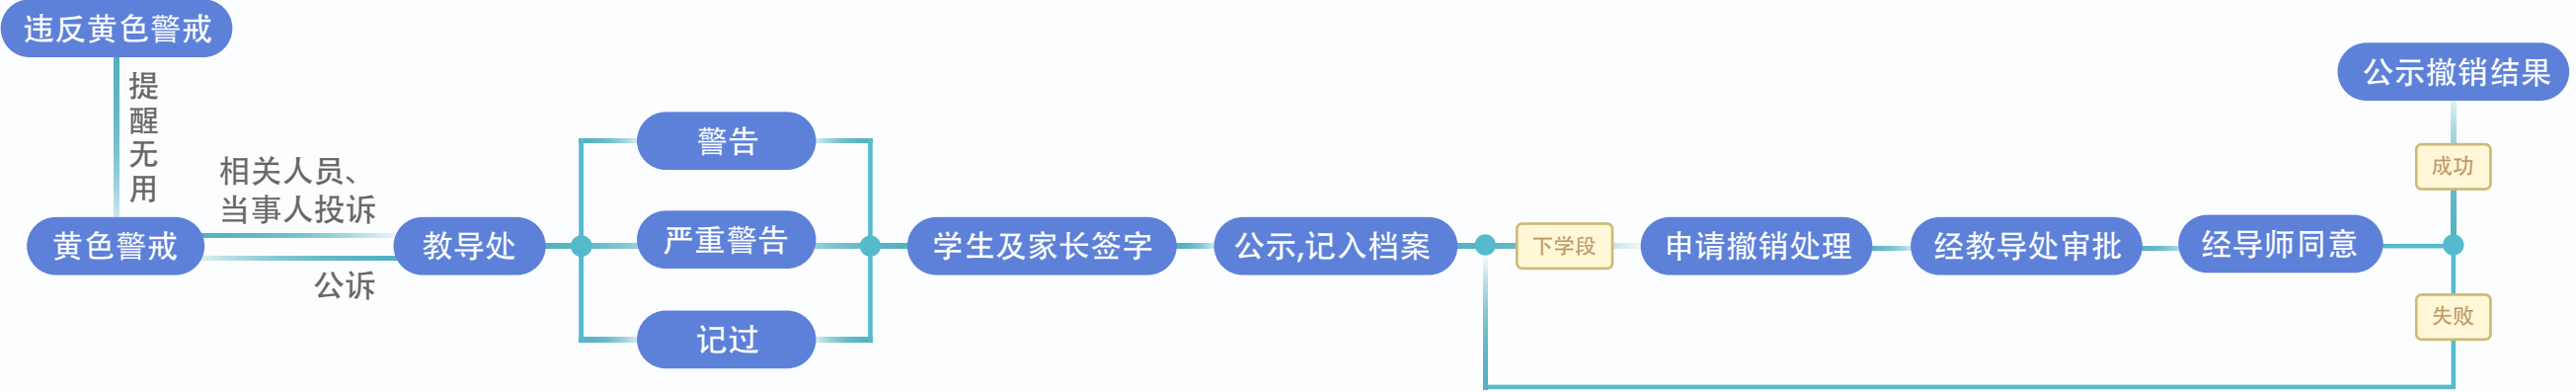 违反黄色警戒
提醒无用
黄色警戒
相关人员、
当事人投诉
公诉
教导处
警告
严重警告
记过
学生及家长签字
公示,记入档案
下学段
申请撤销处理
经教导处审批
经导师同意
成功
公示撤销结果
失败